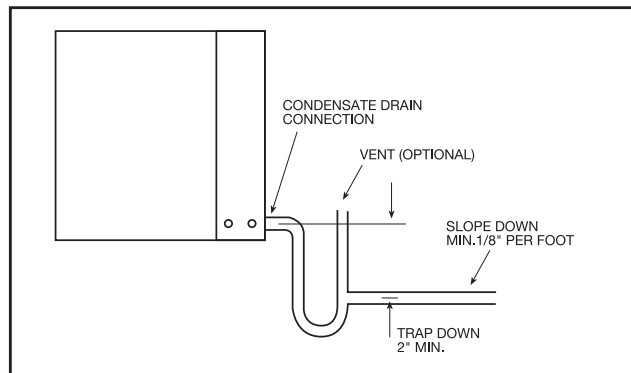 CONDENSATE DRAIN
CONNECTION
VENT (OPTIONAL)
SLOPE DOWN
MIN.1/8" PER FOOT
TRAP DOWN
2" MIN.